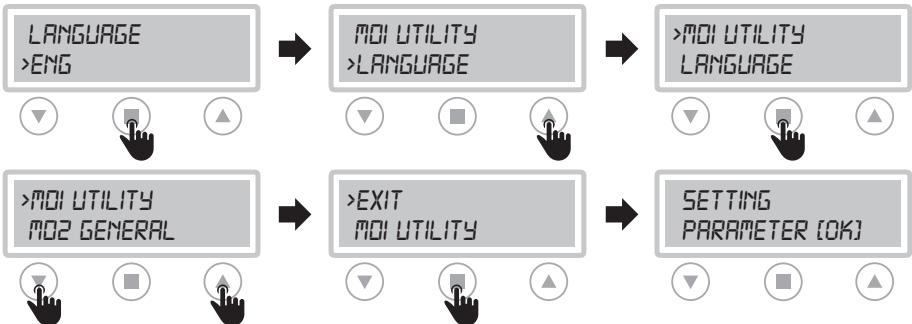 LANGUAGE
>ENG
M01 UTILITY
>LANGUAGE
>M01 UTILITY
LANGUAGE
>M01 UTILITY
M02 GENERAL
>EXIT
M01 UTILITY
SETTING
PARAMETER [OK]